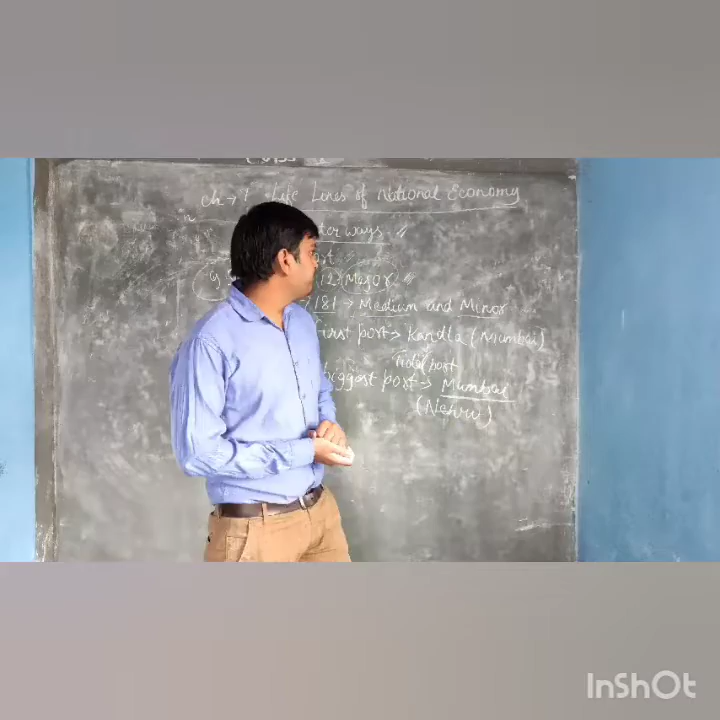 ch → 7 Life Lines of National Economy
ways
12 → Major
181 → Medium and Minor
First port → Kandla (Mumbai)
Tidal port
biggest port → Mumbai
(Nehru)
InShOt